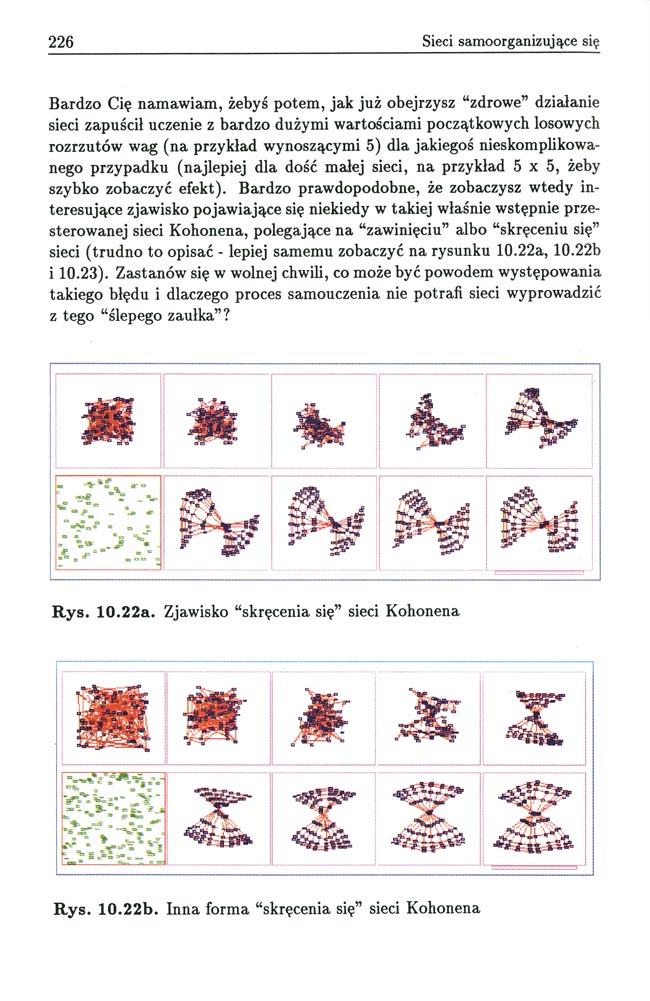 226
Sieci samoorganizujące się
Bardzo Cię namawiam, żebyś potem, jak już obejrzysz “zdrowe” działanie
sieci zapuścił uczenie z bardzo dużymi wartościami początkowych losowych
rozrzutów wag (na przykład wynoszącymi 5) dla jakiegoś nieskomplikowa-
nego przypadku (najlepiej dla dość małej sieci, na przykład 5 x 5, żeby
szybko zobaczyć efekt). Bardzo prawdopodobne, że zobaczysz wtedy in-
teresujące zjawisko pojawiające się niekiedy w takiej właśnie wstępnie prze-
sterowanej sieci Kohonena, polegające na “zawinięciu” albo “skręceniu się”
sieci (trudno to opisać - lepiej samemu zobaczyć na rysunku 10.22a, 10.22b
i 10.23). Zastanów się w wolnej chwili, co może być powodem występowania
takiego błędu i dlaczego proces samouczenia nie potrafi sieci wyprowadzić
z tego “ślepego zaułka”?
Rys. 10.22a. Zjawisko “skręcenia się” sieci Kohonena
Rys. 10.22b. Inna forma “skręcenia się” sieci Kohonena